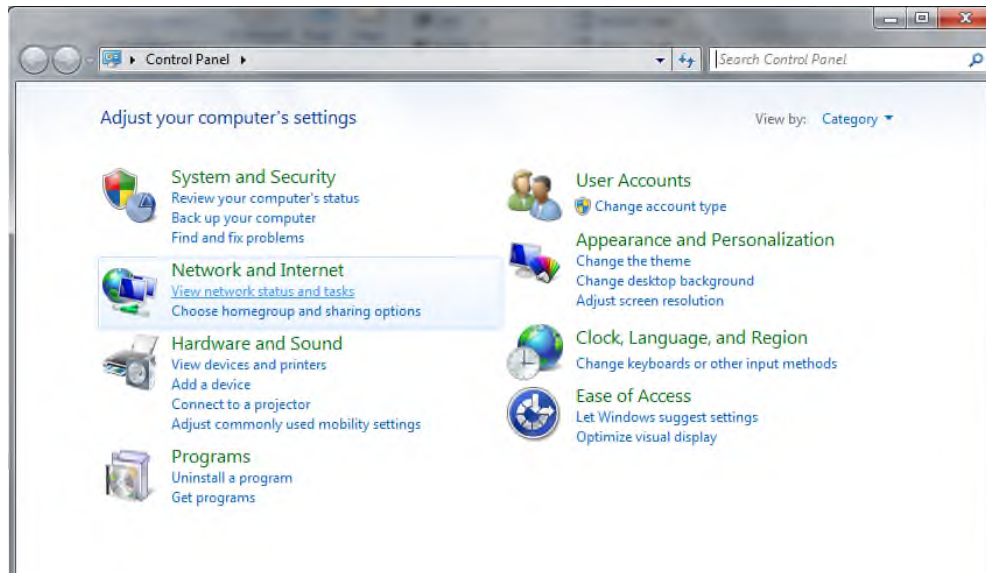 Control Panel
Search Control Panel
Adjust your computer's settings
View by: Category
System and Security
Review your computer's status
Back up your computer
Find and fix problems
Network and Internet
View network status and tasks
Choose homegroup and sharing options
Hardware and Sound
View devices and printers
Add a device
Connect to a projector
Adjust commonly used mobility settings
Programs
Uninstall a program
Get programs
User Accounts
Change account type
Appearance and Personalization
Change the theme
Change desktop background
Adjust screen resolution
Clock, Language, and Region
Change keyboards or other input methods
Ease of Access
Let Windows suggest settings
Optimize visual display